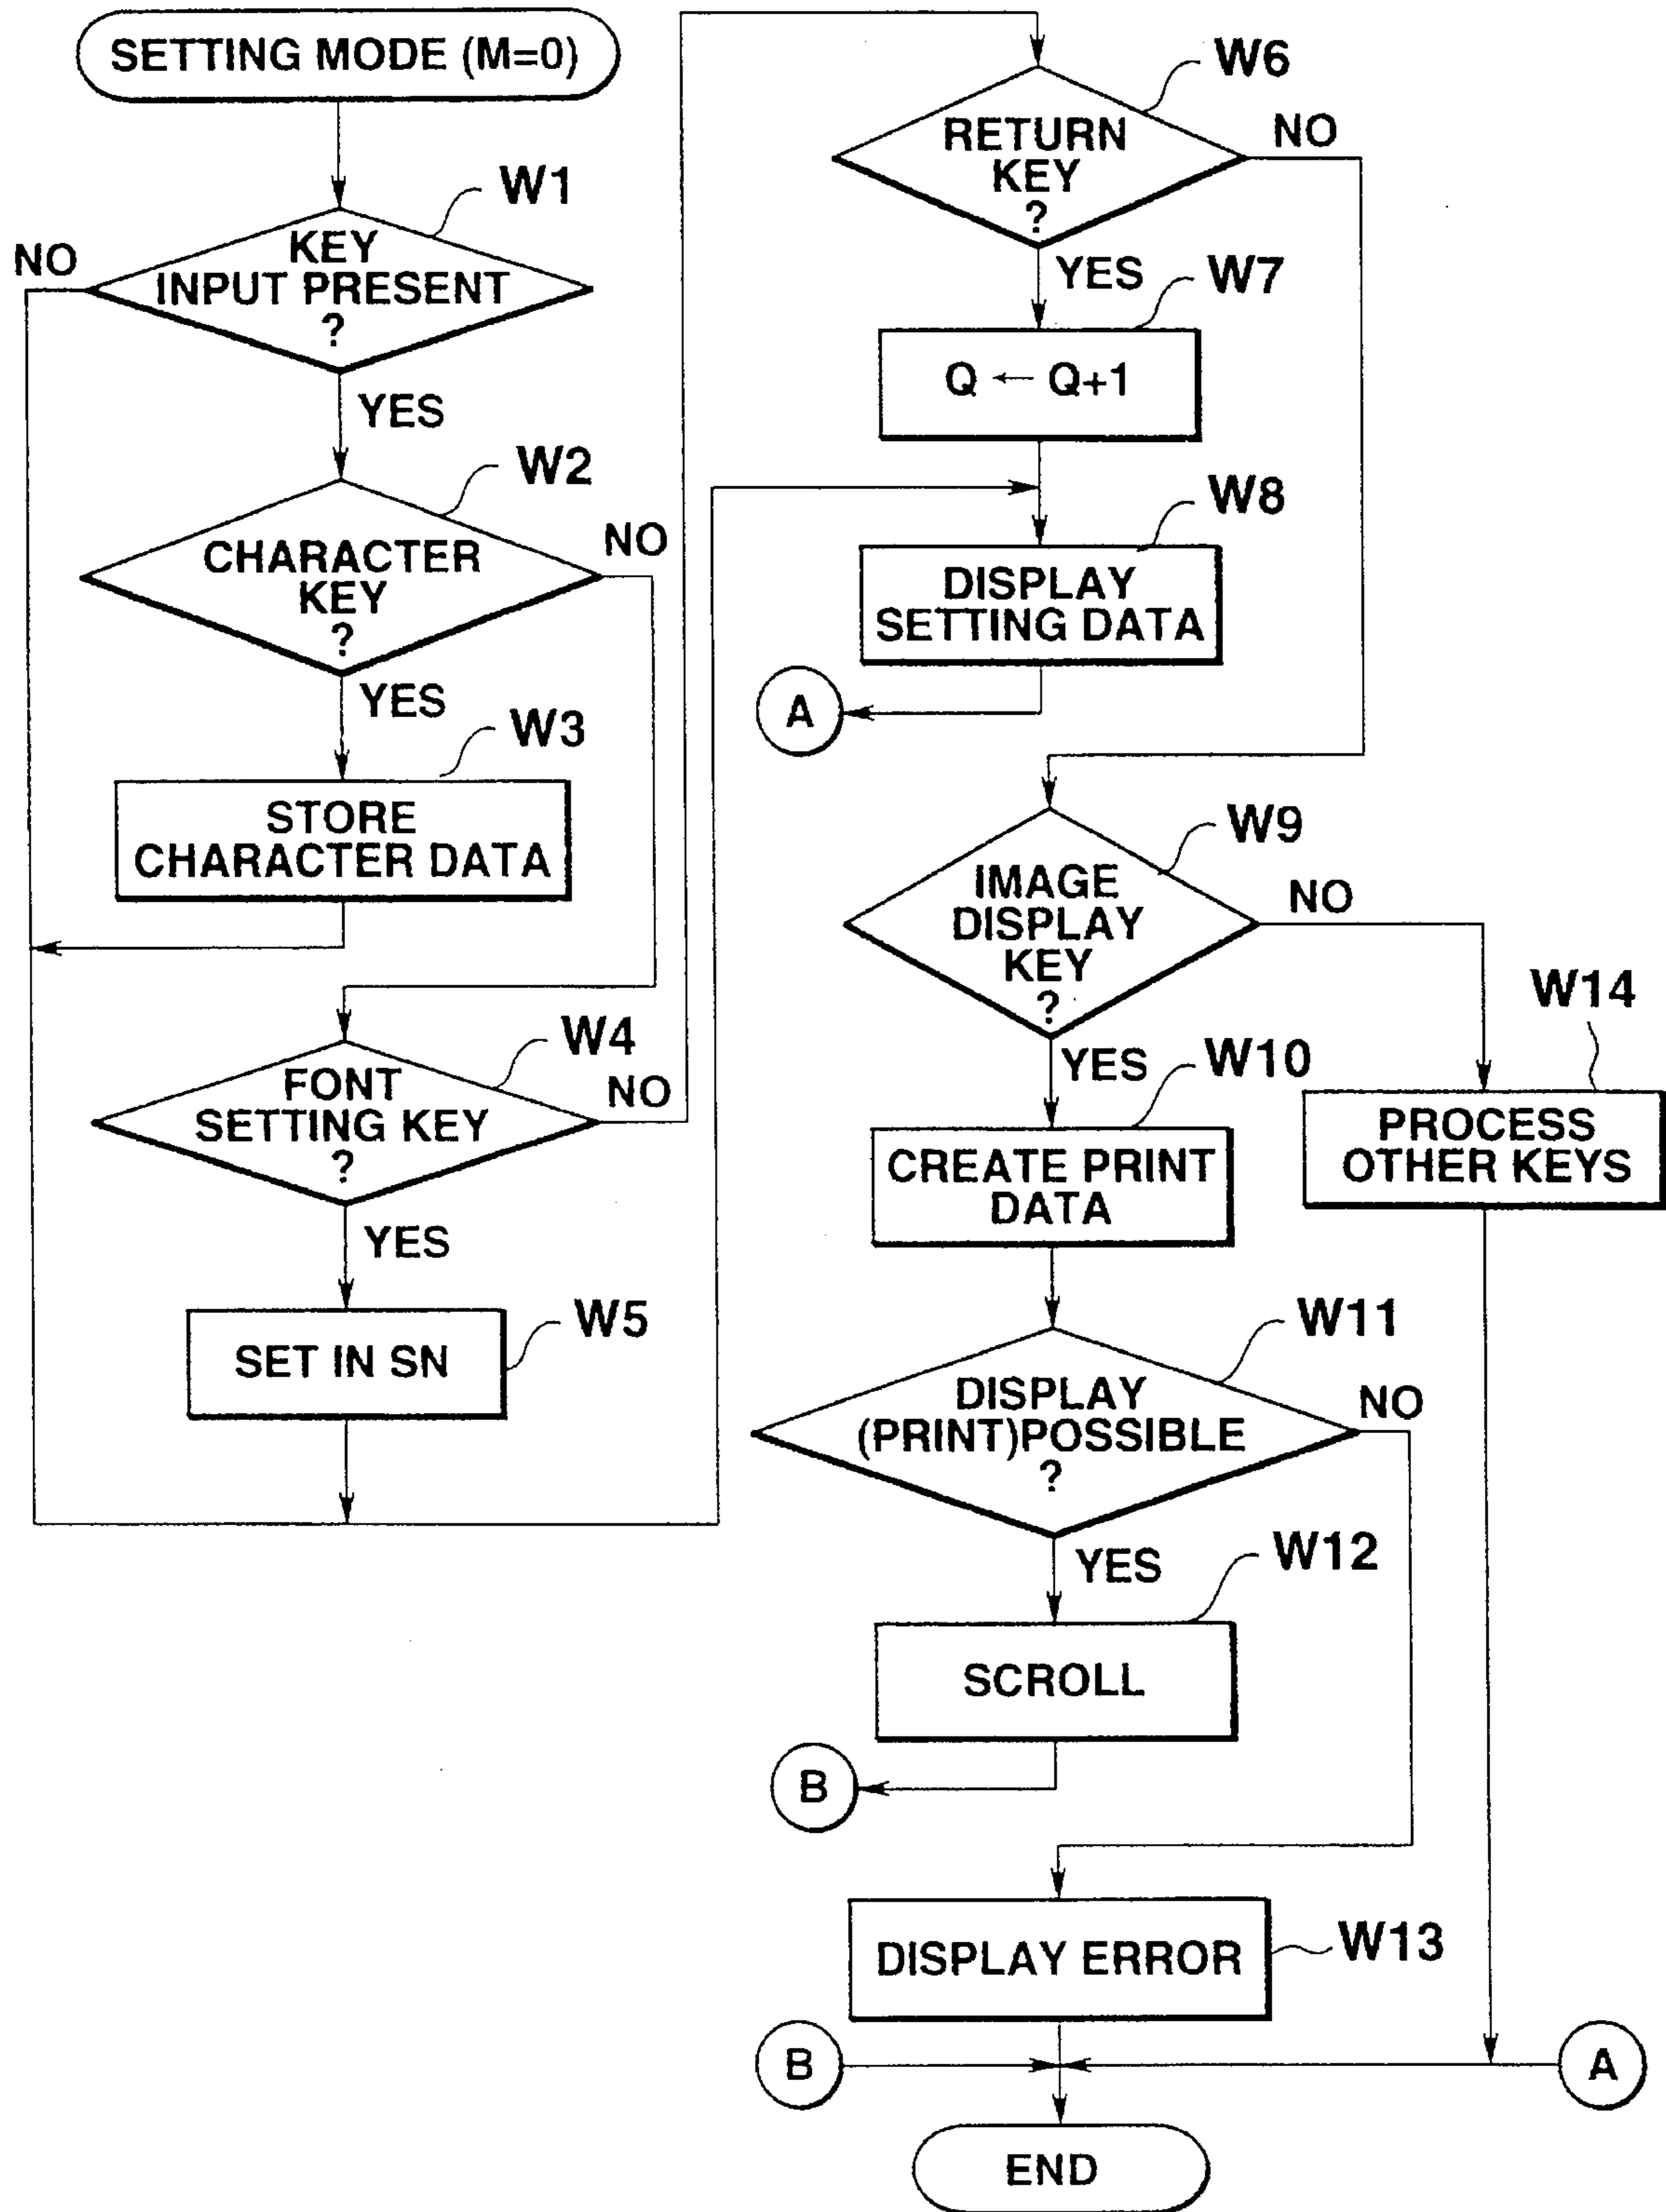 SETTING MODE (M=0)
W1
NO
KEY
INPUT PRESENT
?
YES
W2
NO
CHARACTER
KEY
?
YES
W3
STORE
CHARACTER DATA
W4
NO
FONT
SETTING KEY
?
YES
W5
SET IN SN
W6
NO
RETURN
KEY
?
YES
W7
Q ← Q+1
W8
DISPLAY
SETTING DATA
A
W9
NO
IMAGE
DISPLAY
KEY
?
YES
W10
CREATE PRINT
DATA
W14
PROCESS
OTHER KEYS
W11
NO
DISPLAY
(PRINT)POSSIBLE
?
YES
W12
SCROLL
B
DISPLAY ERROR
W13
B
A
END